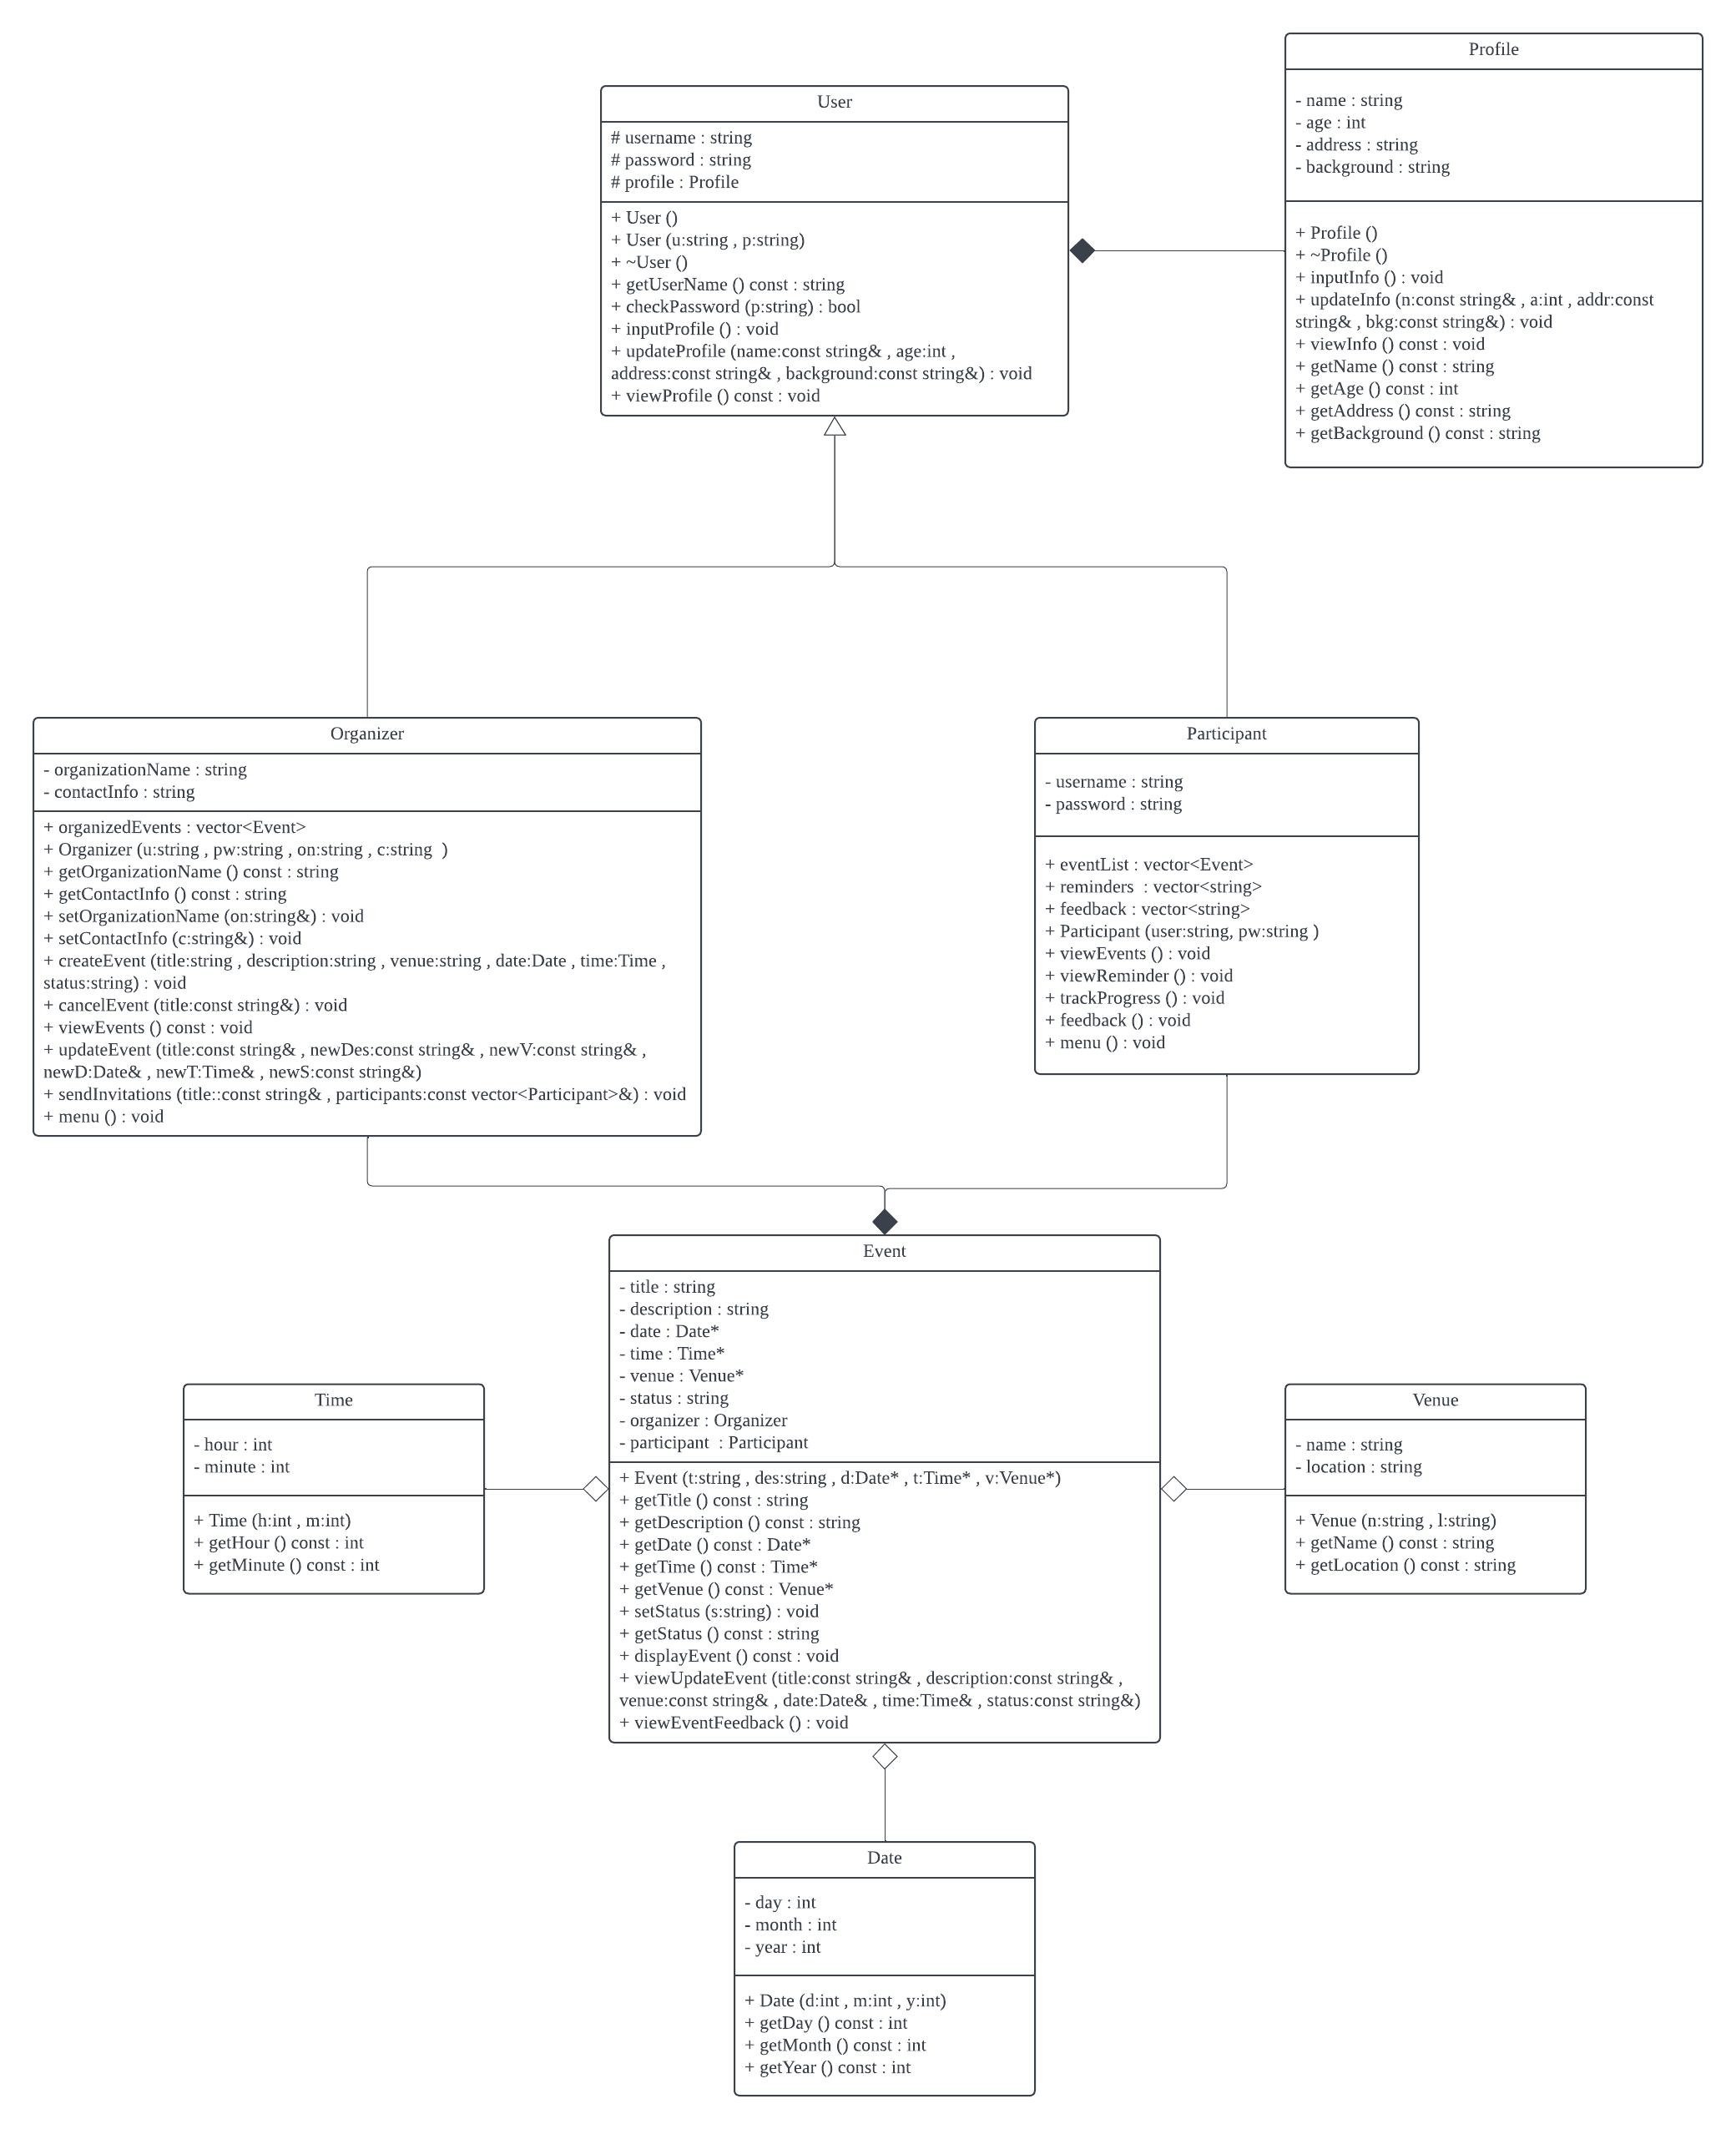 Profile
- name : string
- age : int
- address : string
- background : string
+ Profile ()
+ ~Profile ()
+ inputInfo () : void
+ updateInfo (n:const string& , a:int , addr:const
string& , bkg:const string&) : void
+ viewInfo () const : void
+ getName () const : string
+ getAge () const : int
+ getAddress () const : string
+ getBackground () const : string
User
# username : string
# password : string
# profile : Profile
+ User ()
+ User (u:string , p:string)
+ ~User ()
+ getUserName () const : string
+ checkPassword (p:string) : bool
+ inputProfile () : void
+ updateProfile (name:const string& , age:int ,
address:const string& , background:const string&) : void
+ viewProfile () const : void
Organizer
- organizationName : string
- contactInfo : string
+ organizedEvents : vector<Event>
+ Organizer (u:string , pw:string , on:string , c:string  )
+ getOrganizationName () const : string
+ getContactInfo () const : string
+ setOrganizationName (on:string&) : void
+ setContactInfo (c:string&) : void
+ createEvent (title:string , description:string , venue:string , date:Date , time:Time ,
status:string) : void
+ cancelEvent (title:const string&) : void
+ viewEvents () const : void
+ updateEvent (title:const string& , newDes:const string& , newV:const string& ,
newD:Date& , newT:Time& , newS:const string&)
+ sendInvitations (title::const string& , participants:const vector<Participant>&) : void
+ menu () : void
Participant
- username : string
- password : string
+ eventList : vector<Event>
+ reminders  : vector<string>
+ feedback : vector<string>
+ Participant (user:string, pw:string )
+ viewEvents () : void
+ viewReminder () : void
+ trackProgress () : void
+ feedback () : void
+ menu () : void
Event
- title : string
- description : string
- date : Date*
- time : Time*
- venue : Venue*
- status : string
- organizer : Organizer
- participant  : Participant
+ Event (t:string , des:string , d:Date* , t:Time* , v:Venue*)
+ getTitle () const : string
+ getDescription () const : string
+ getDate () const : Date*
+ getTime () const : Time*
+ getVenue () const : Venue*
+ setStatus (s:string) : void
+ getStatus () const : string
+ displayEvent () const : void
+ viewUpdateEvent (title:const string& , description:const string& ,
venue:const string& , date:Date& , time:Time& , status:const string&)
+ viewEventFeedback () : void
Time
- hour : int
- minute : int
+ Time (h:int , m:int)
+ getHour () const : int
+ getMinute () const : int
Venue
- name : string
- location : string
+ Venue (n:string , l:string)
+ getName () const : string
+ getLocation () const : string
Date
- day : int
- month : int
- year : int
+ Date (d:int , m:int , y:int)
+ getDay () const : int
+ getMonth () const : int
+ getYear () const : int